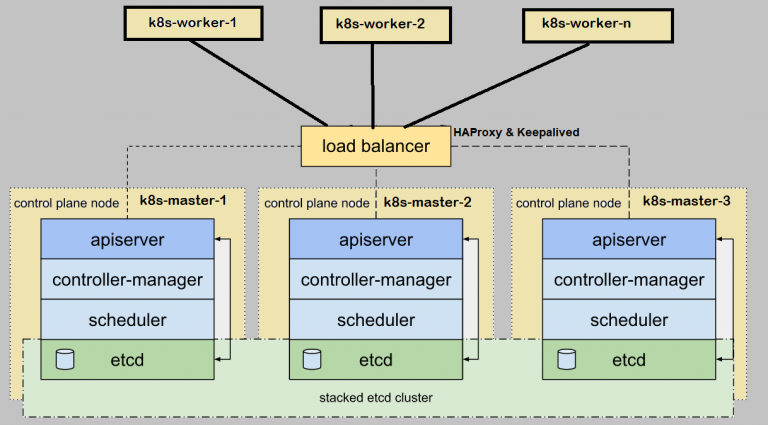 k8s-worker-1
k8s-worker-2
k8s-worker-n
HAProxy & Keepalived
load balancer
control plane node k8s-master-1
control plane node k8s-master-2
control plane node k8s-master-3
apiserver
apiserver
apiserver
controller-manager
controller-manager
controller-manager
scheduler
scheduler
scheduler
etcd
etcd
etcd
stacked etcd cluster